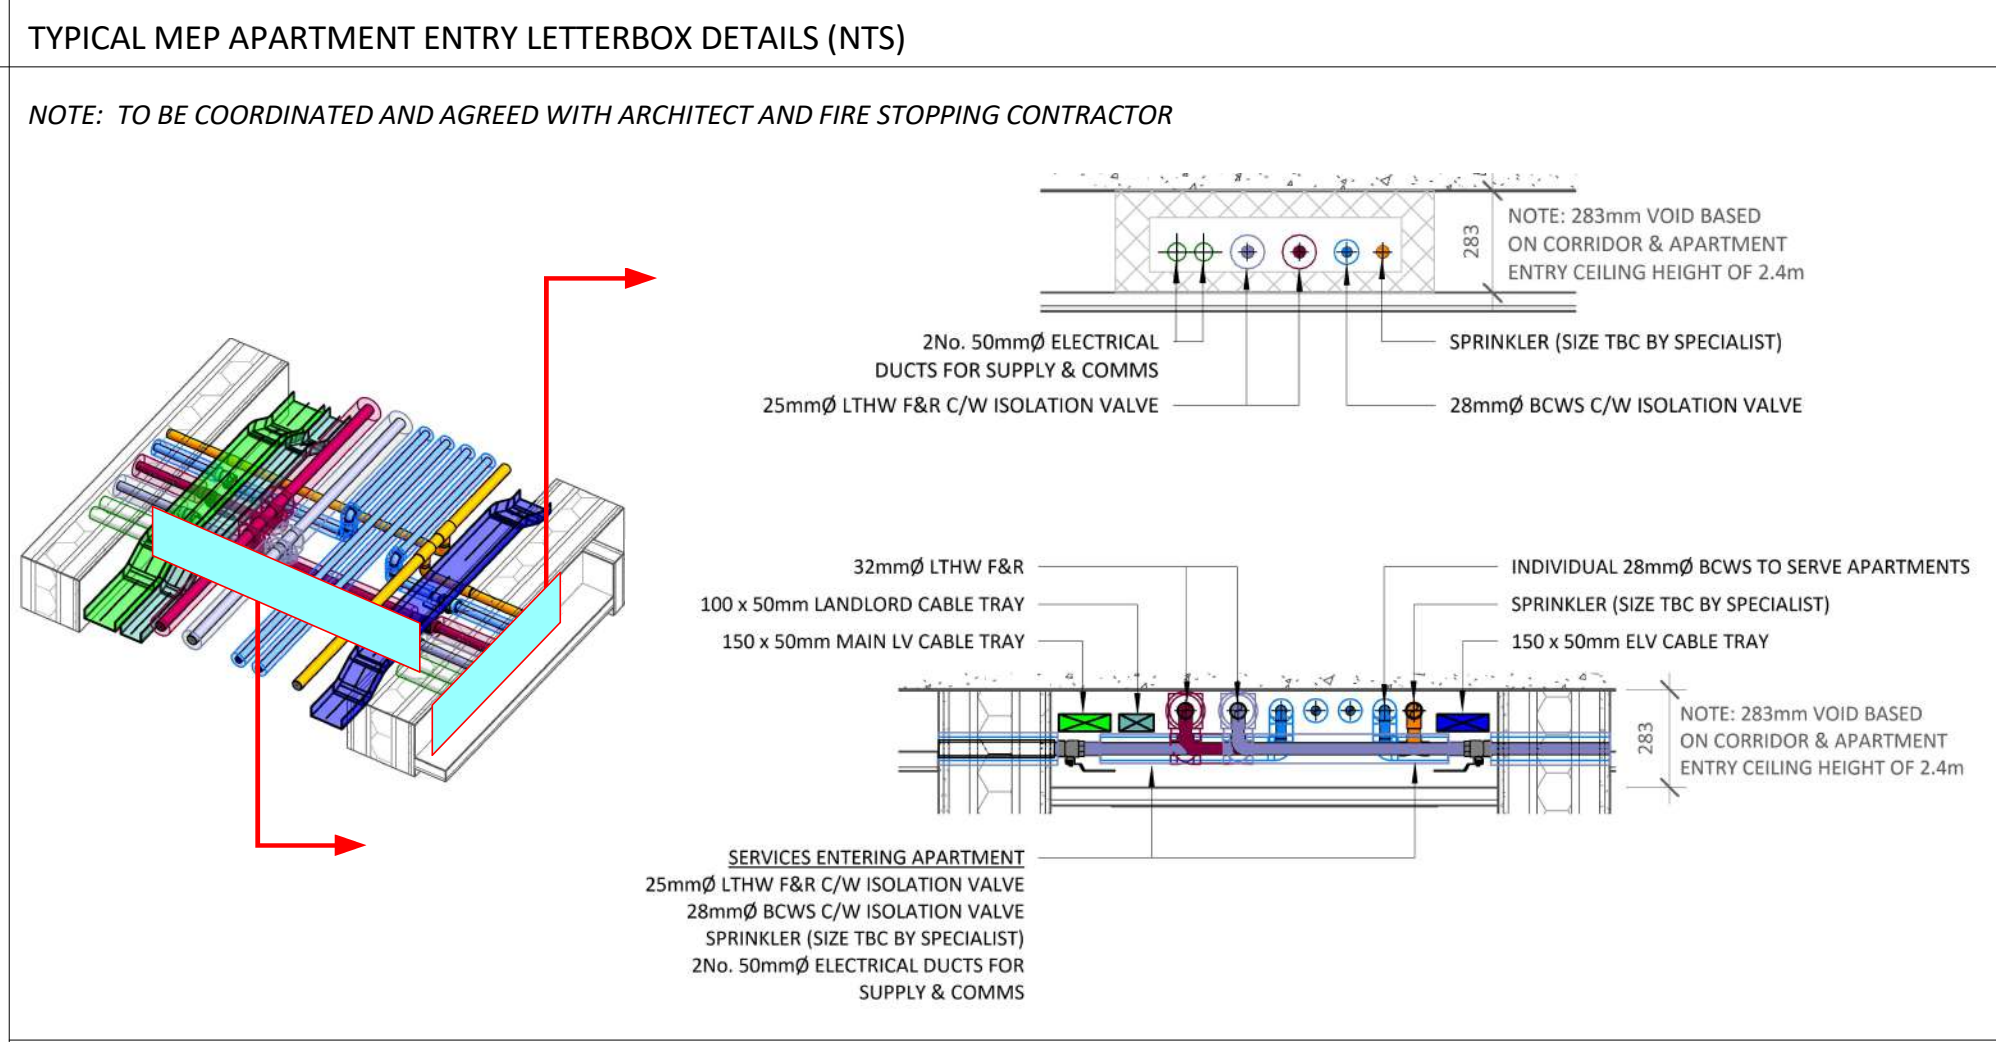 TYPICAL MEP APARTMENT ENTRY LETTERBOX DETAILS (NTS)
NOTE: TO BE COORDINATED AND AGREED WITH ARCHITECT AND FIRE STOPPING CONTRACTOR
283
NOTE: 283mm VOID BASED
ON CORRIDOR & APARTMENT
ENTRY CEILING HEIGHT OF 2.4m
2No. 50mmØ ELECTRICAL
DUCTS FOR SUPPLY & COMMS
25mmØ LTHW F&R C/W ISOLATION VALVE
SPRINKLER (SIZE TBC BY SPECIALIST)
28mmØ BCWS C/W ISOLATION VALVE
32mmØ LTHW F&R
100 x 50mm LANDLORD CABLE TRAY
150 x 50mm MAIN LV CABLE TRAY
INDIVIDUAL 28mmØ BCWS TO SERVE APARTMENTS
SPRINKLER (SIZE TBC BY SPECIALIST)
150 x 50mm ELV CABLE TRAY
283
NOTE: 283mm VOID BASED
ON CORRIDOR & APARTMENT
ENTRY CEILING HEIGHT OF 2.4m
SERVICES ENTERING APARTMENT
25mmØ LTHW F&R C/W ISOLATION VALVE
28mmØ BCWS C/W ISOLATION VALVE
SPRINKLER (SIZE TBC BY SPECIALIST)
2No. 50mmØ ELECTRICAL DUCTS FOR
SUPPLY & COMMS